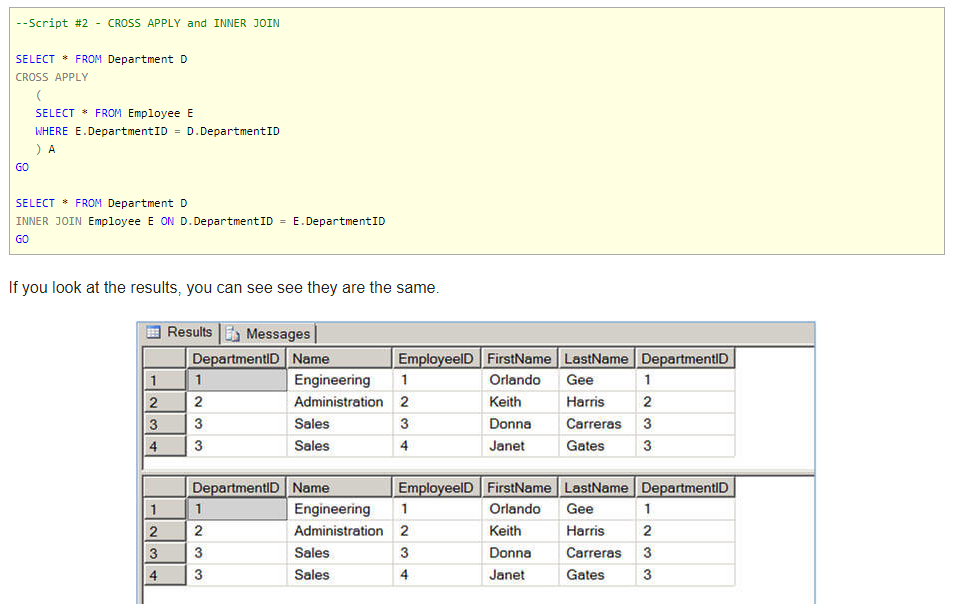 --Script #2 - CROSS APPLY and INNER JOIN
SELECT * FROM Department D
CROSS APPLY
(
SELECT * FROM Employee E
WHERE E.DepartmentID = D.DepartmentID
) A
GO
SELECT * FROM Department D
INNER JOIN Employee E ON D.DepartmentID = E.DepartmentID
GO
If you look at the results, you can see see they are the same.
Results Messages
DepartmentID Name EmployeeID FirstName LastName DepartmentID
1 1 Engineering 1 Orlando Gee 1
2 2 Administration 2 Keith Harris 2
3 3 Sales 3 Donna Carreras 3
4 3 Sales 4 Janet Gates 3
DepartmentID Name EmployeeID FirstName LastName DepartmentID
1 1 Engineering 1 Orlando Gee 1
2 2 Administration 2 Keith Harris 2
3 3 Sales 3 Donna Carreras 3
4 3 Sales 4 Janet Gates 3